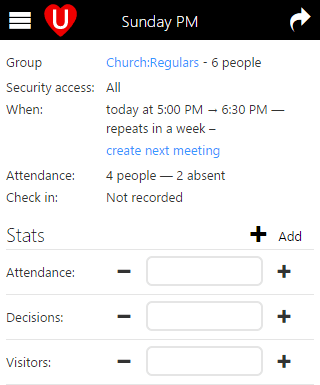 U
Sunday PM
Group Church:Regulars - 6 people
Security access: All
When: today at 5:00 PM → 6:30 PM —
repeats in a week –
create next meeting
Attendance: 4 people — 2 absent
Check in: Not recorded
Stats Add
Attendance:
Decisions:
Visitors: